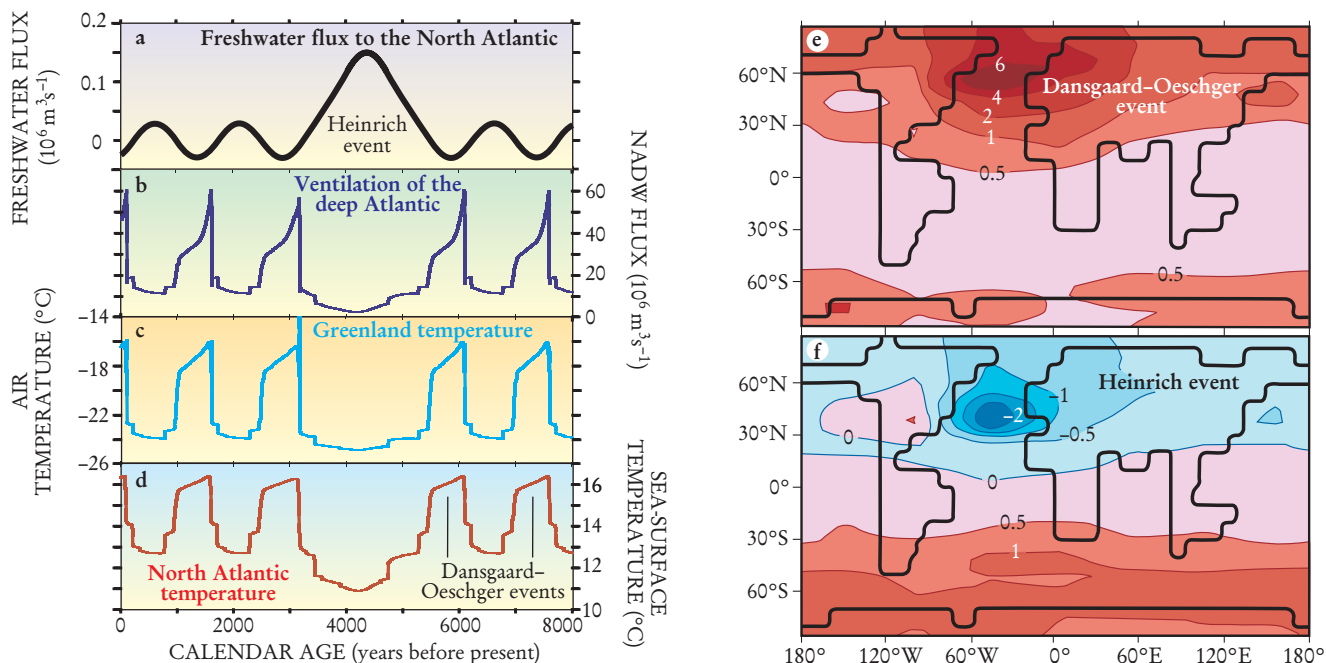 a
Freshwater flux to the North Atlantic
FRESHWATER FLUX
(10⁶ m³s⁻¹)
0.2
0.1
0
Heinrich
event
b
Ventilation of the
deep Atlantic
NADW FLUX (10⁶ m³s⁻¹)
60
40
20
0
c
Greenland temperature
AIR
TEMPERATURE (°C)
−14
−18
−22
−26
d
North Atlantic
temperature
Dansgaard–
Oeschger events
SEA-SURFACE
TEMPERATURE (°C)
16
14
12
10
0 2000 4000 6000 8000
CALENDAR AGE (years before present)
e
Dansgaard–Oeschger
event
6
4
2
1
0.5
0.5
60°N
30°N
0°
30°S
60°S
f
Heinrich event
−1
−2
−0.5
0
0
0.5
1
60°N
30°N
0°
30°S
60°S
180° 120°W 60°W 0° 60°E 120°E 180°